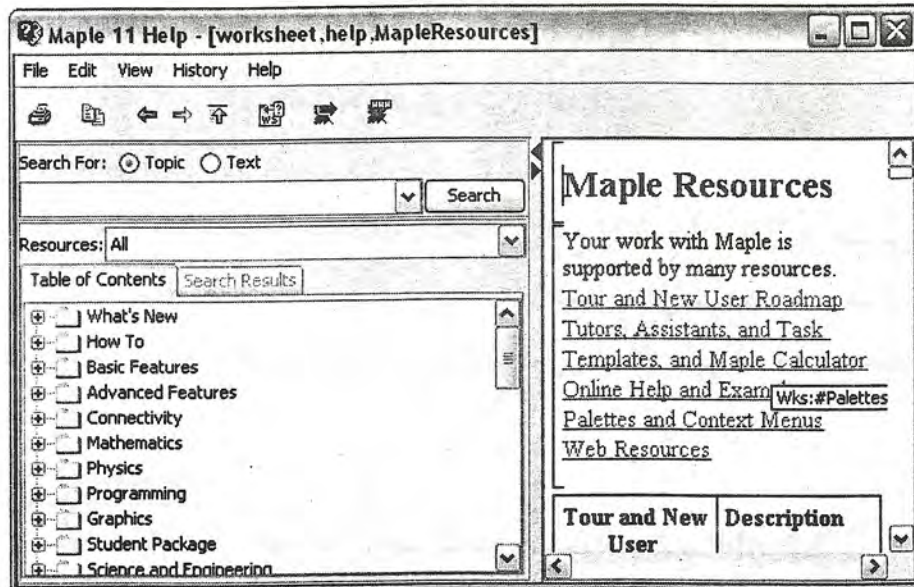 Maple 11 Help - [worksheet,help,MapleResources]
File Edit View History Help
Search For: Topic Text
Search
Resources: All
Table of Contents Search Results
What's New
How To
Basic Features
Advanced Features
Connectivity
Mathematics
Physics
Programming
Graphics
Student Package
Science and Engineering
Maple Resources
Your work with Maple is
supported by many resources.
Tour and New User Roadmap
Tutors, Assistants, and Task
Templates, and Maple Calculator
Online Help and Exam
Wks:#Palettes
Palettes and Context Menus
Web Resources
Tour and New Description
User